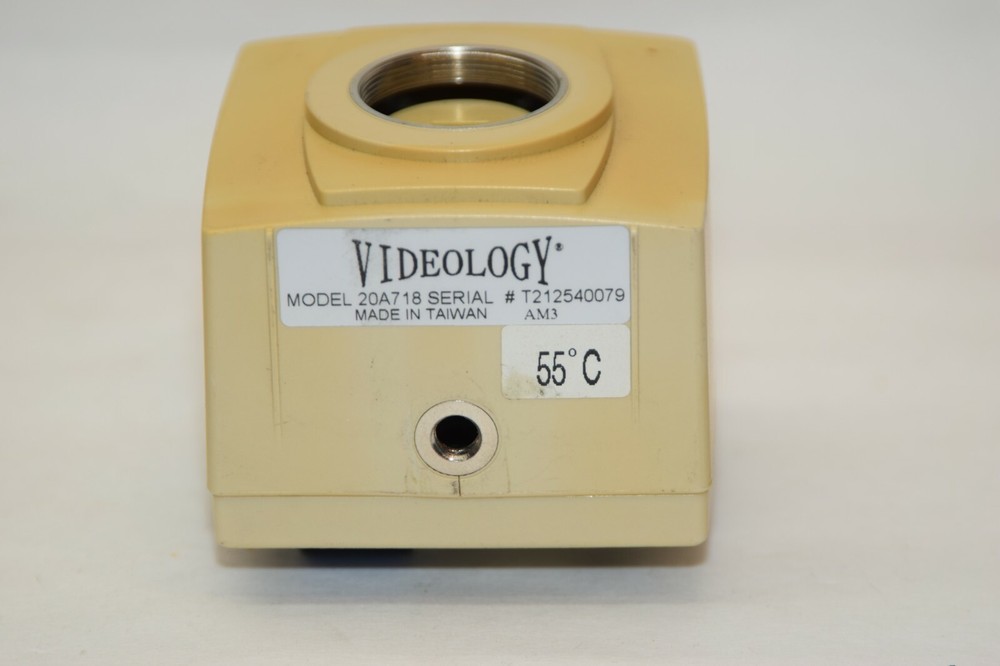 VIDEOLOGY®
MODEL 20A718 SERIAL # T212540079
MADE IN TAIWAN AM3
55°C